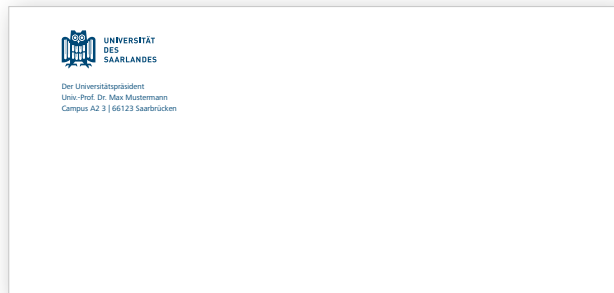 UNIVERSITÄT
DES
SAARLANDES
Der Universitätspräsident
Univ.-Prof. Dr. Max Mustermann
Campus A2 3 | 66123 Saarbrücken